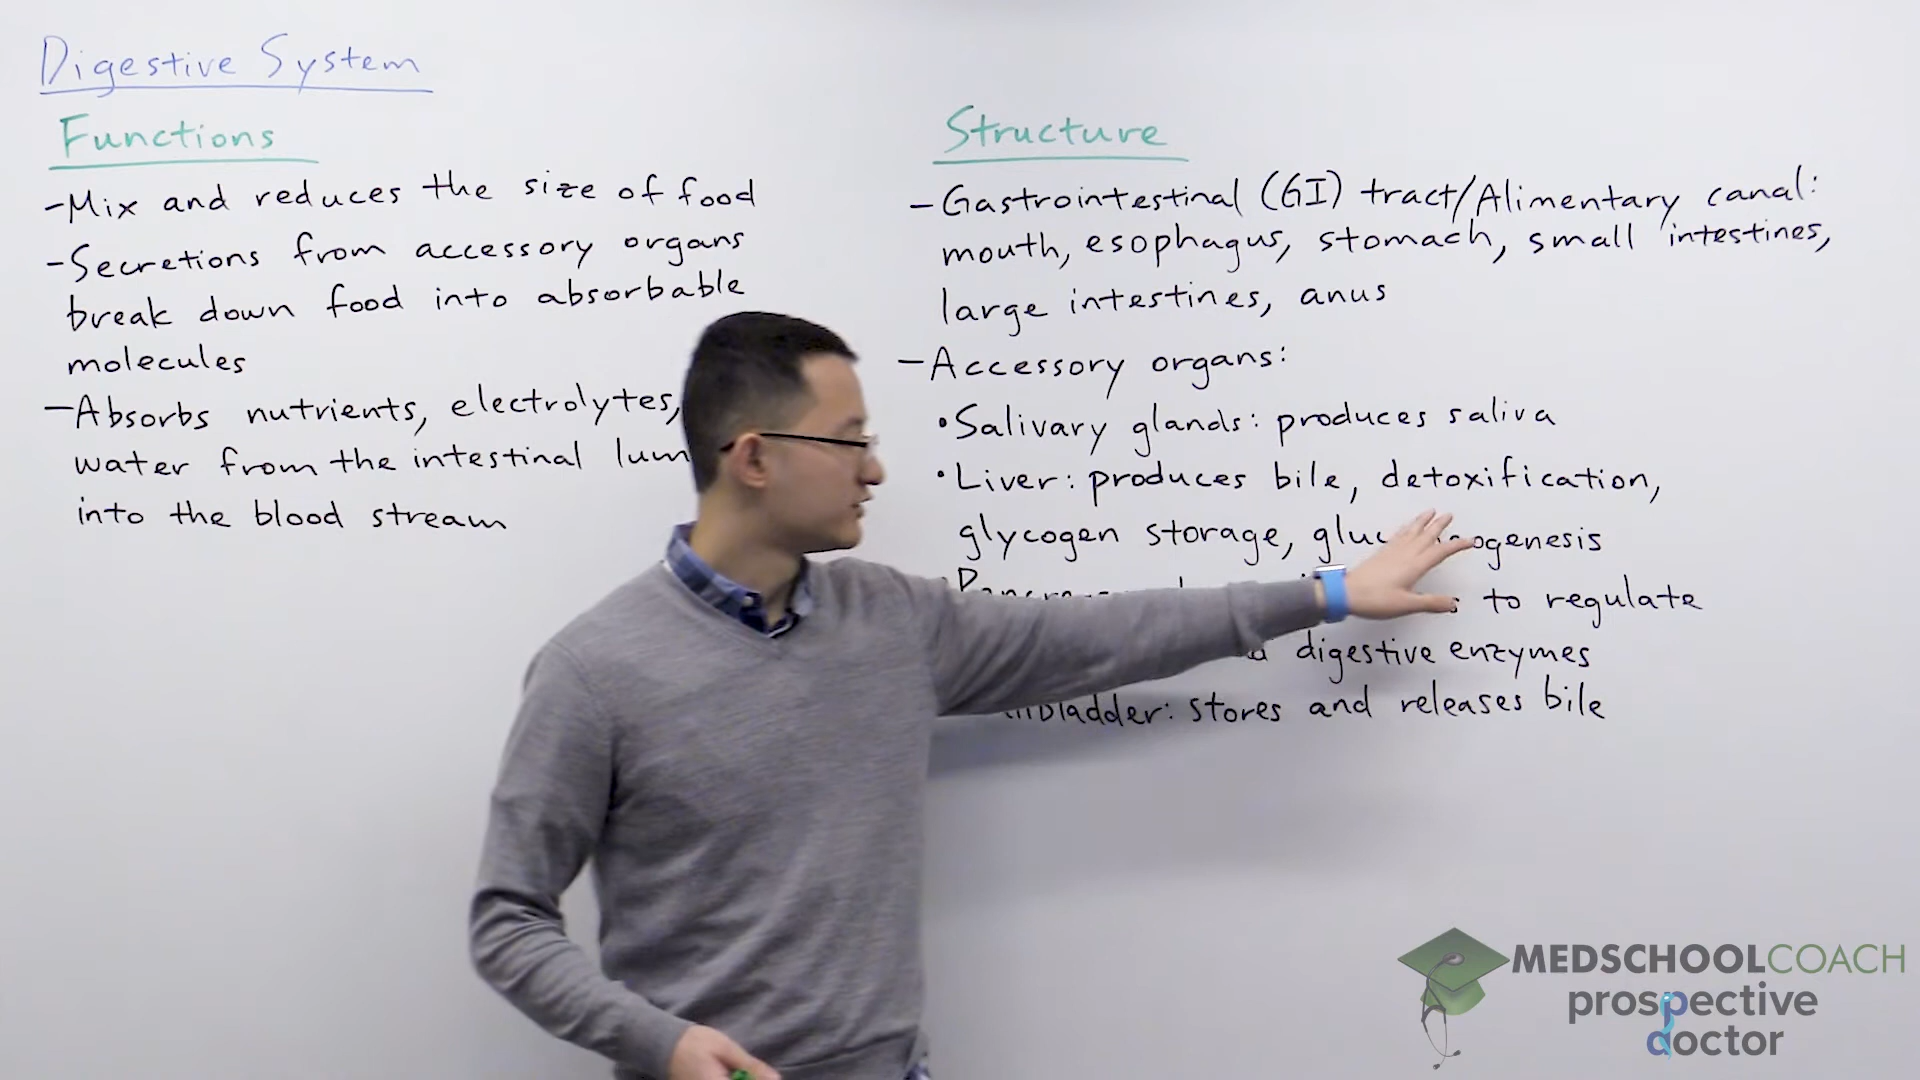 Digestive System
Functions
-Mix and reduces the size of food
-Secretions from accessory organs
break down food into absorbable
molecules
-Absorbs nutrients, electrolytes,
water from the intestinal
into the blood stream
Structure
-Gastrointestinal (GI) tract/Alimentary canal:
mouth, esophagus, stomach, small intestines,
large intestines, anus
-Accessory organs:
•Salivary glands: produces saliva
•Liver: produces bile, detoxification,
glycogen storage,
to regulate
digestive enzymes
stores and releases bile
MEDSCHOOLCOACH
prospective
doctor